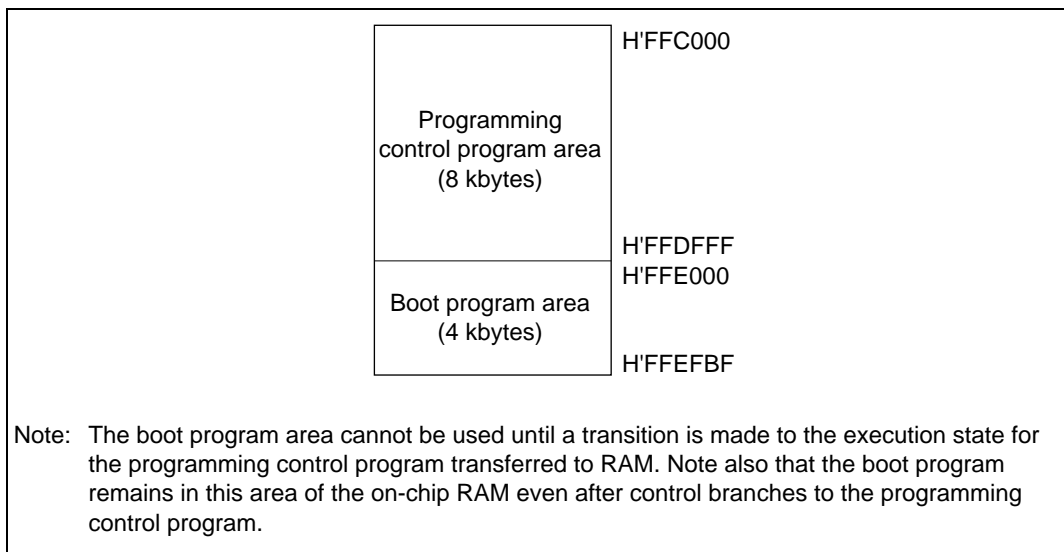 H'FFC000
Programming
control program area
(8 kbytes)
H'FFDFFF
H'FFE000
Boot program area
(4 kbytes)
H'FFEFBF
Note: The boot program area cannot be used until a transition is made to the execution state for
the programming control program transferred to RAM. Note also that the boot program
remains in this area of the on-chip RAM even after control branches to the programming
control program.